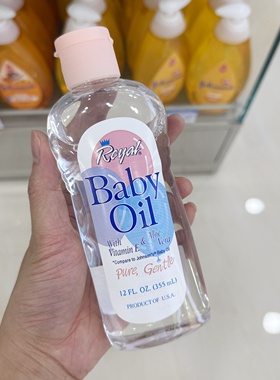 Royal
Baby
Oil
With Aloe
Vitamin E & Vera
*Compare to Johnson's® Baby Oil
Pure, Gentle
12 FL. OZ. (355 mL)
PRODUCT OF U.S.A.